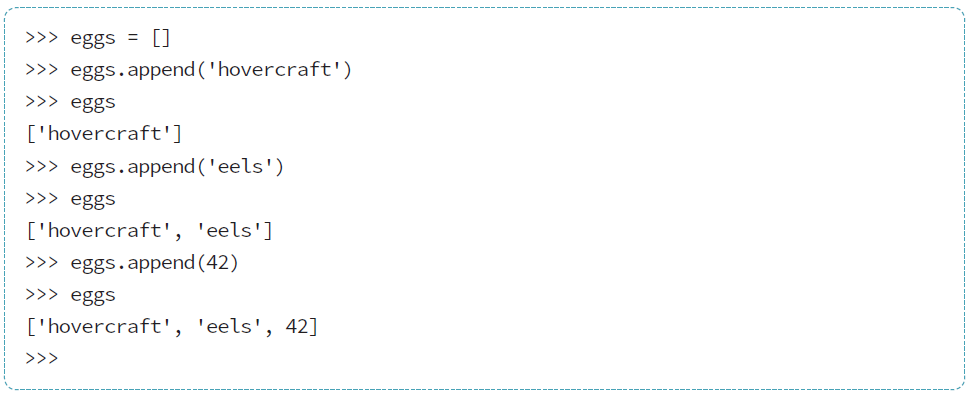 >>> eggs = []
>>> eggs.append('hovercraft')
>>> eggs
['hovercraft']
>>> eggs.append('eels')
>>> eggs
['hovercraft', 'eels']
>>> eggs.append(42)
>>> eggs
['hovercraft', 'eels', 42]
>>>